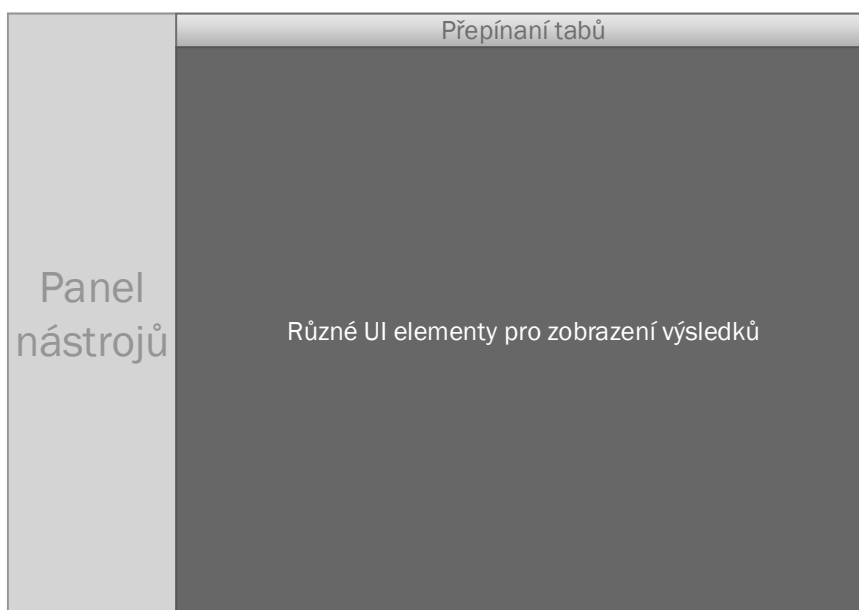 Přepínaní tabů
Panel
nástrojů
Různé UI elementy pro zobrazení výsledků